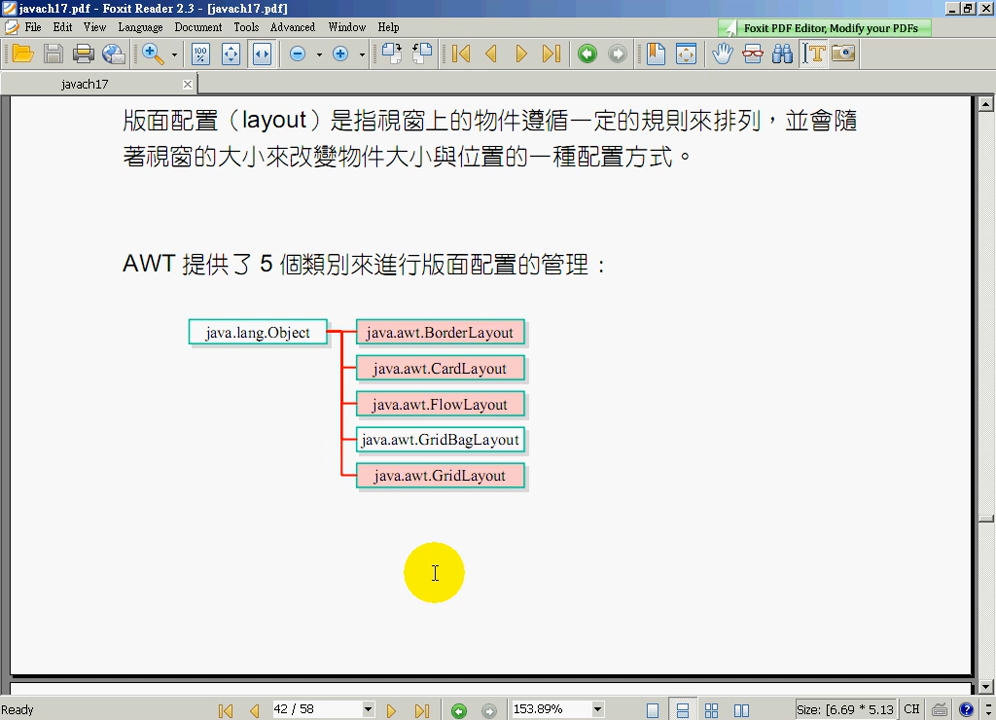 javach17.pdf - Foxit Reader 2.3 - [javach17.pdf]
File Edit View Language Document Tools Advanced Window Help
Foxit PDF Editor, Modify your PDFs
javach17
版面配置（layout）是指視窗上的物件遵循一定的規則來排列，並會隨
著視窗的大小來改變物件大小與位置的一種配置方式。
AWT 提供了 5 個類別來進行版面配置的管理：
java.lang.Object
java.awt.BorderLayout
java.awt.CardLayout
java.awt.FlowLayout
java.awt.GridBagLayout
java.awt.GridLayout
Ready 42 / 58 153.89% Size: [6.69 * 5.13 CH